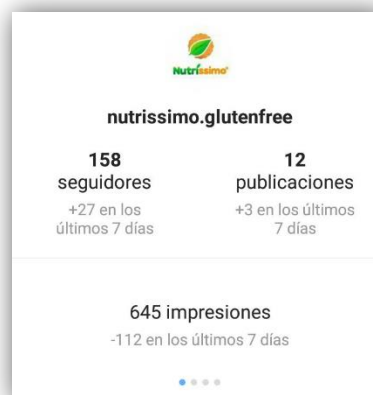 Nutríssimo
nutrissimo.glutenfree
158
seguidores
+27 en los
últimos 7 días
12
publicaciones
+3 en los últimos
7 días
645 impresiones
-112 en los últimos 7 días